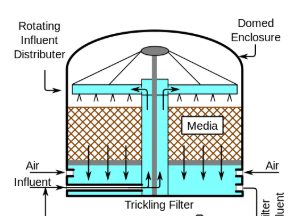 Rotating
Influent
Distributer
Domed
Enclosure
Media
Air
Air
Influent
Trickling Filter